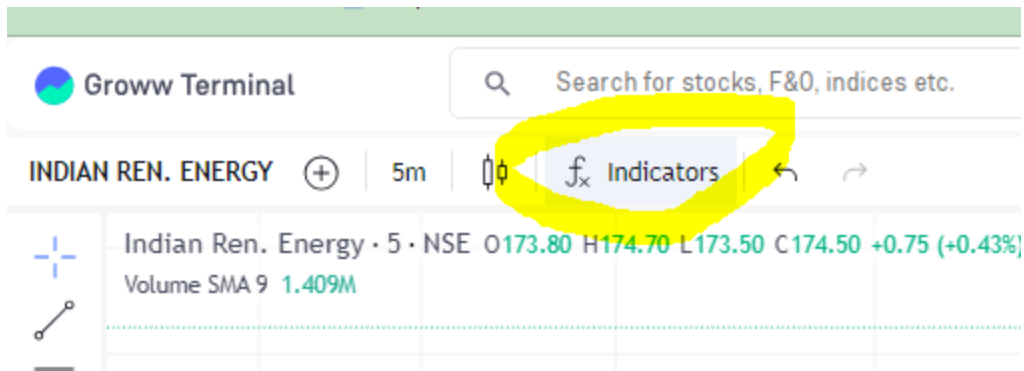 Groww Terminal Search for stocks, F&O, indices etc.
INDIAN REN. ENERGY 5m fx Indicators
Indian Ren. Energy · 5 · NSE O173.80 H174.70 L173.50 C174.50 +0.75 (+0.43%)
Volume SMA 9 1.409M